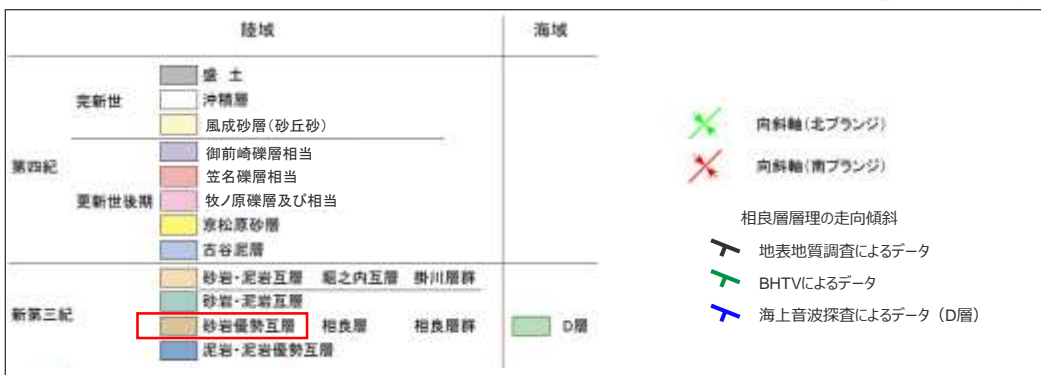 陸域 海域
盛土
完新世 沖積層
風成砂層(砂丘砂)
第四紀 御前崎礫層相当
笠名礫層相当
更新世後期 牧ノ原礫層及び相当
京松原砂層
古谷泥層
砂岩・泥岩互層 堀之内互層 掛川層群
新第三紀 砂岩・泥岩互層
砂岩優勢互層 相良層 相良層群 D層
泥岩・泥岩優勢互層
向斜軸(北プランジ)
向斜軸(南プランジ)
相良層層理の走向傾斜
地表地質調査によるデータ
BHTVによるデータ
海上音波探査によるデータ(D層)